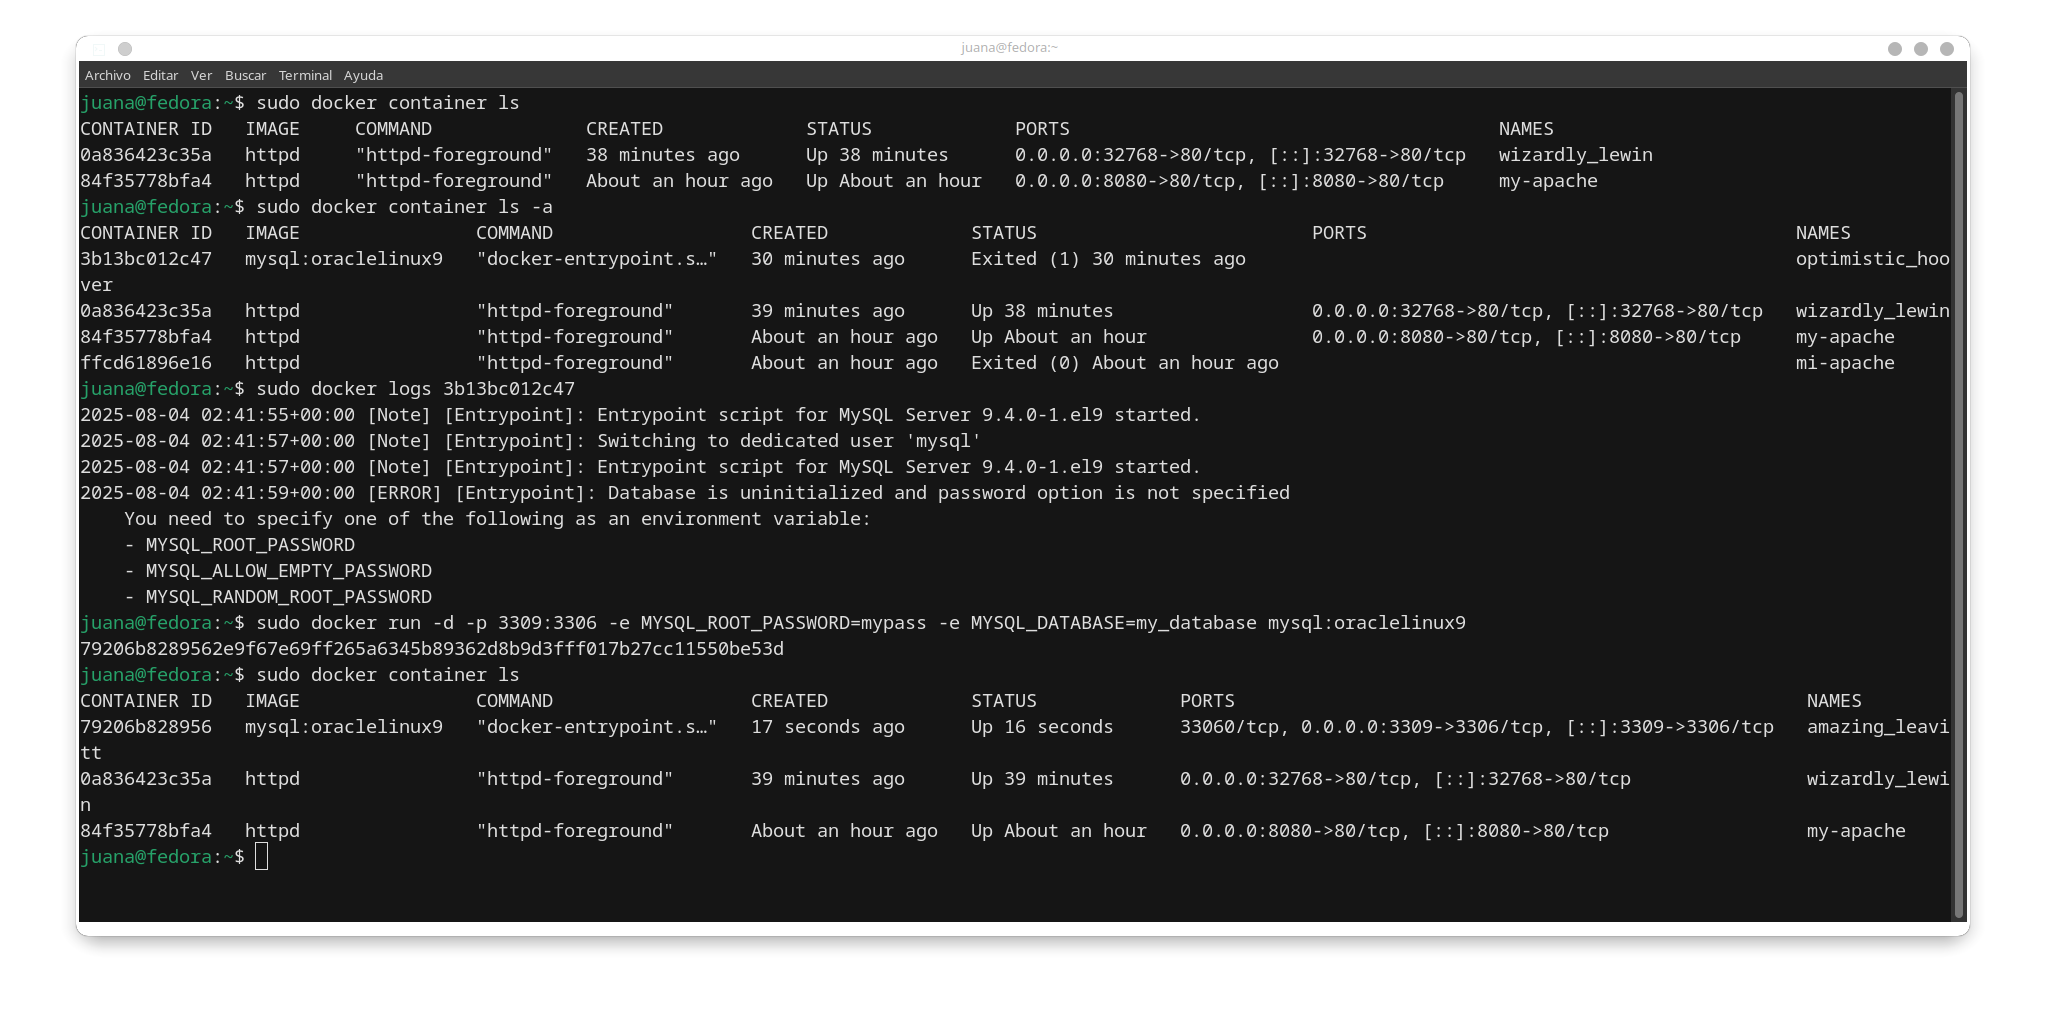 juana@fedora:~
Archivo Editar Ver Buscar Terminal Ayuda
juana@fedora:~$ sudo docker container ls
CONTAINER ID   IMAGE     COMMAND              CREATED             STATUS             PORTS                                       NAMES
0a836423c35a   httpd     "httpd-foreground"   38 minutes ago      Up 38 minutes      0.0.0.0:32768->80/tcp, [::]:32768->80/tcp   wizardly_lewin
84f35778bfa4   httpd     "httpd-foreground"   About an hour ago   Up About an hour   0.0.0.0:8080->80/tcp, [::]:8080->80/tcp     my-apache
juana@fedora:~$ sudo docker container ls -a
CONTAINER ID   IMAGE                COMMAND                  CREATED             STATUS                         PORTS                                       NAMES
3b13bc012c47   mysql:oraclelinux9   "docker-entrypoint.s…"   30 minutes ago      Exited (1) 30 minutes ago                                                  optimistic_hoo
ver
0a836423c35a   httpd                "httpd-foreground"       39 minutes ago      Up 38 minutes                  0.0.0.0:32768->80/tcp, [::]:32768->80/tcp   wizardly_lewin
84f35778bfa4   httpd                "httpd-foreground"       About an hour ago   Up About an hour               0.0.0.0:8080->80/tcp, [::]:8080->80/tcp     my-apache
ffcd61896e16   httpd                "httpd-foreground"       About an hour ago   Exited (0) About an hour ago                                               mi-apache
juana@fedora:~$ sudo docker logs 3b13bc012c47
2025-08-04 02:41:55+00:00 [Note] [Entrypoint]: Entrypoint script for MySQL Server 9.4.0-1.el9 started.
2025-08-04 02:41:57+00:00 [Note] [Entrypoint]: Switching to dedicated user 'mysql'
2025-08-04 02:41:57+00:00 [Note] [Entrypoint]: Entrypoint script for MySQL Server 9.4.0-1.el9 started.
2025-08-04 02:41:59+00:00 [ERROR] [Entrypoint]: Database is uninitialized and password option is not specified
    You need to specify one of the following as an environment variable:
    - MYSQL_ROOT_PASSWORD
    - MYSQL_ALLOW_EMPTY_PASSWORD
    - MYSQL_RANDOM_ROOT_PASSWORD
juana@fedora:~$ sudo docker run -d -p 3309:3306 -e MYSQL_ROOT_PASSWORD=mypass -e MYSQL_DATABASE=my_database mysql:oraclelinux9
79206b8289562e9f67e69ff265a6345b89362d8b9d3fff017b27cc11550be53d
juana@fedora:~$ sudo docker container ls
CONTAINER ID   IMAGE                COMMAND                  CREATED             STATUS             PORTS                                                    NAMES
79206b828956   mysql:oraclelinux9   "docker-entrypoint.s…"   17 seconds ago      Up 16 seconds      33060/tcp, 0.0.0.0:3309->3306/tcp, [::]:3309->3306/tcp   amazing_leavi
tt
0a836423c35a   httpd                "httpd-foreground"       39 minutes ago      Up 39 minutes      0.0.0.0:32768->80/tcp, [::]:32768->80/tcp                wizardly_lewi
n
84f35778bfa4   httpd                "httpd-foreground"       About an hour ago   Up About an hour   0.0.0.0:8080->80/tcp, [::]:8080->80/tcp                  my-apache
juana@fedora:~$